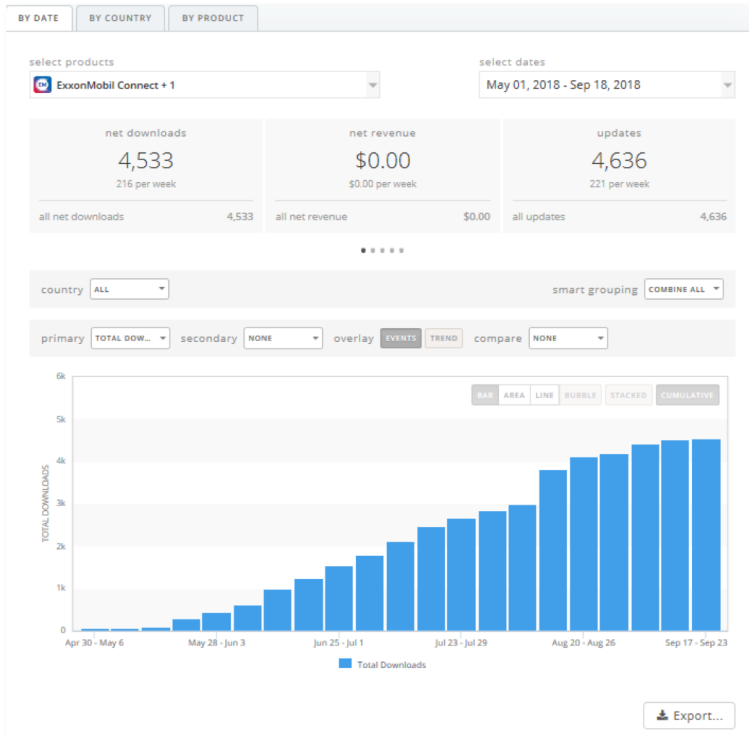 BY DATE BY COUNTRY BY PRODUCT
select products select dates
EM ExxonMobil Connect + 1 May 01, 2018 - Sep 18, 2018
net downloads net revenue updates
4,533 $0.00 4,636
216 per week $0.00 per week 221 per week
all net downloads 4,533 all net revenue $0.00 all updates 4,636
country ALL smart grouping COMBINE ALL
primary TOTAL DOW... secondary NONE overlay EVENTS TREND compare NONE
6k
BAR AREA LINE BUBBLE STACKED CUMULATIVE
5k
4k
TOTAL DOWNLOADS
3k
2k
1k
0
Apr 30 - May 6 May 28 - Jun 3 Jun 25 - Jul 1 Jul 23 - Jul 29 Aug 20 - Aug 26 Sep 17 - Sep 23
Total Downloads
Export...